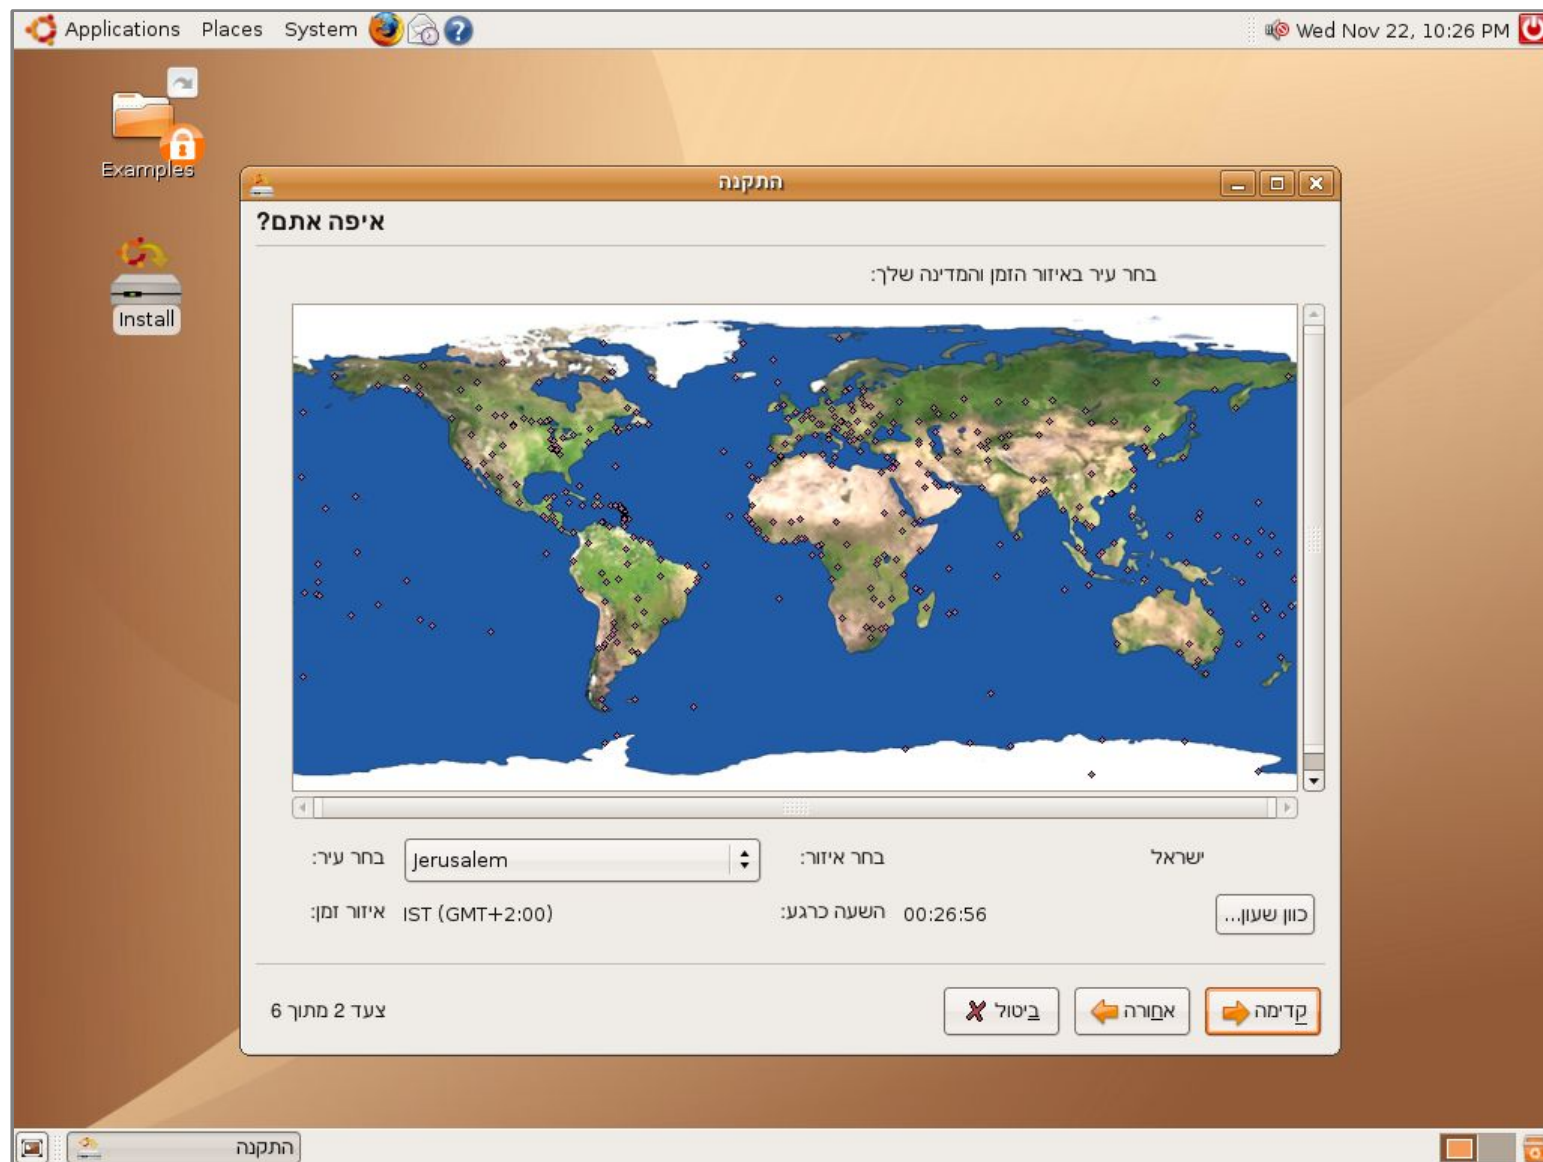 Applications Places System
Wed Nov 22, 10:26 PM
Examples
Install
התקנה
איפה אתם?
בחר עיר באיזור הזמן והמדינה שלך:
בחר עיר: Jerusalem בחר איזור: ישראל
איזור זמן: IST (GMT+2:00) השעה כרגע: 00:26:56 כוון שעון...
צעד 2 מתוך 6 ביטול אחורה קדימה
התקנה